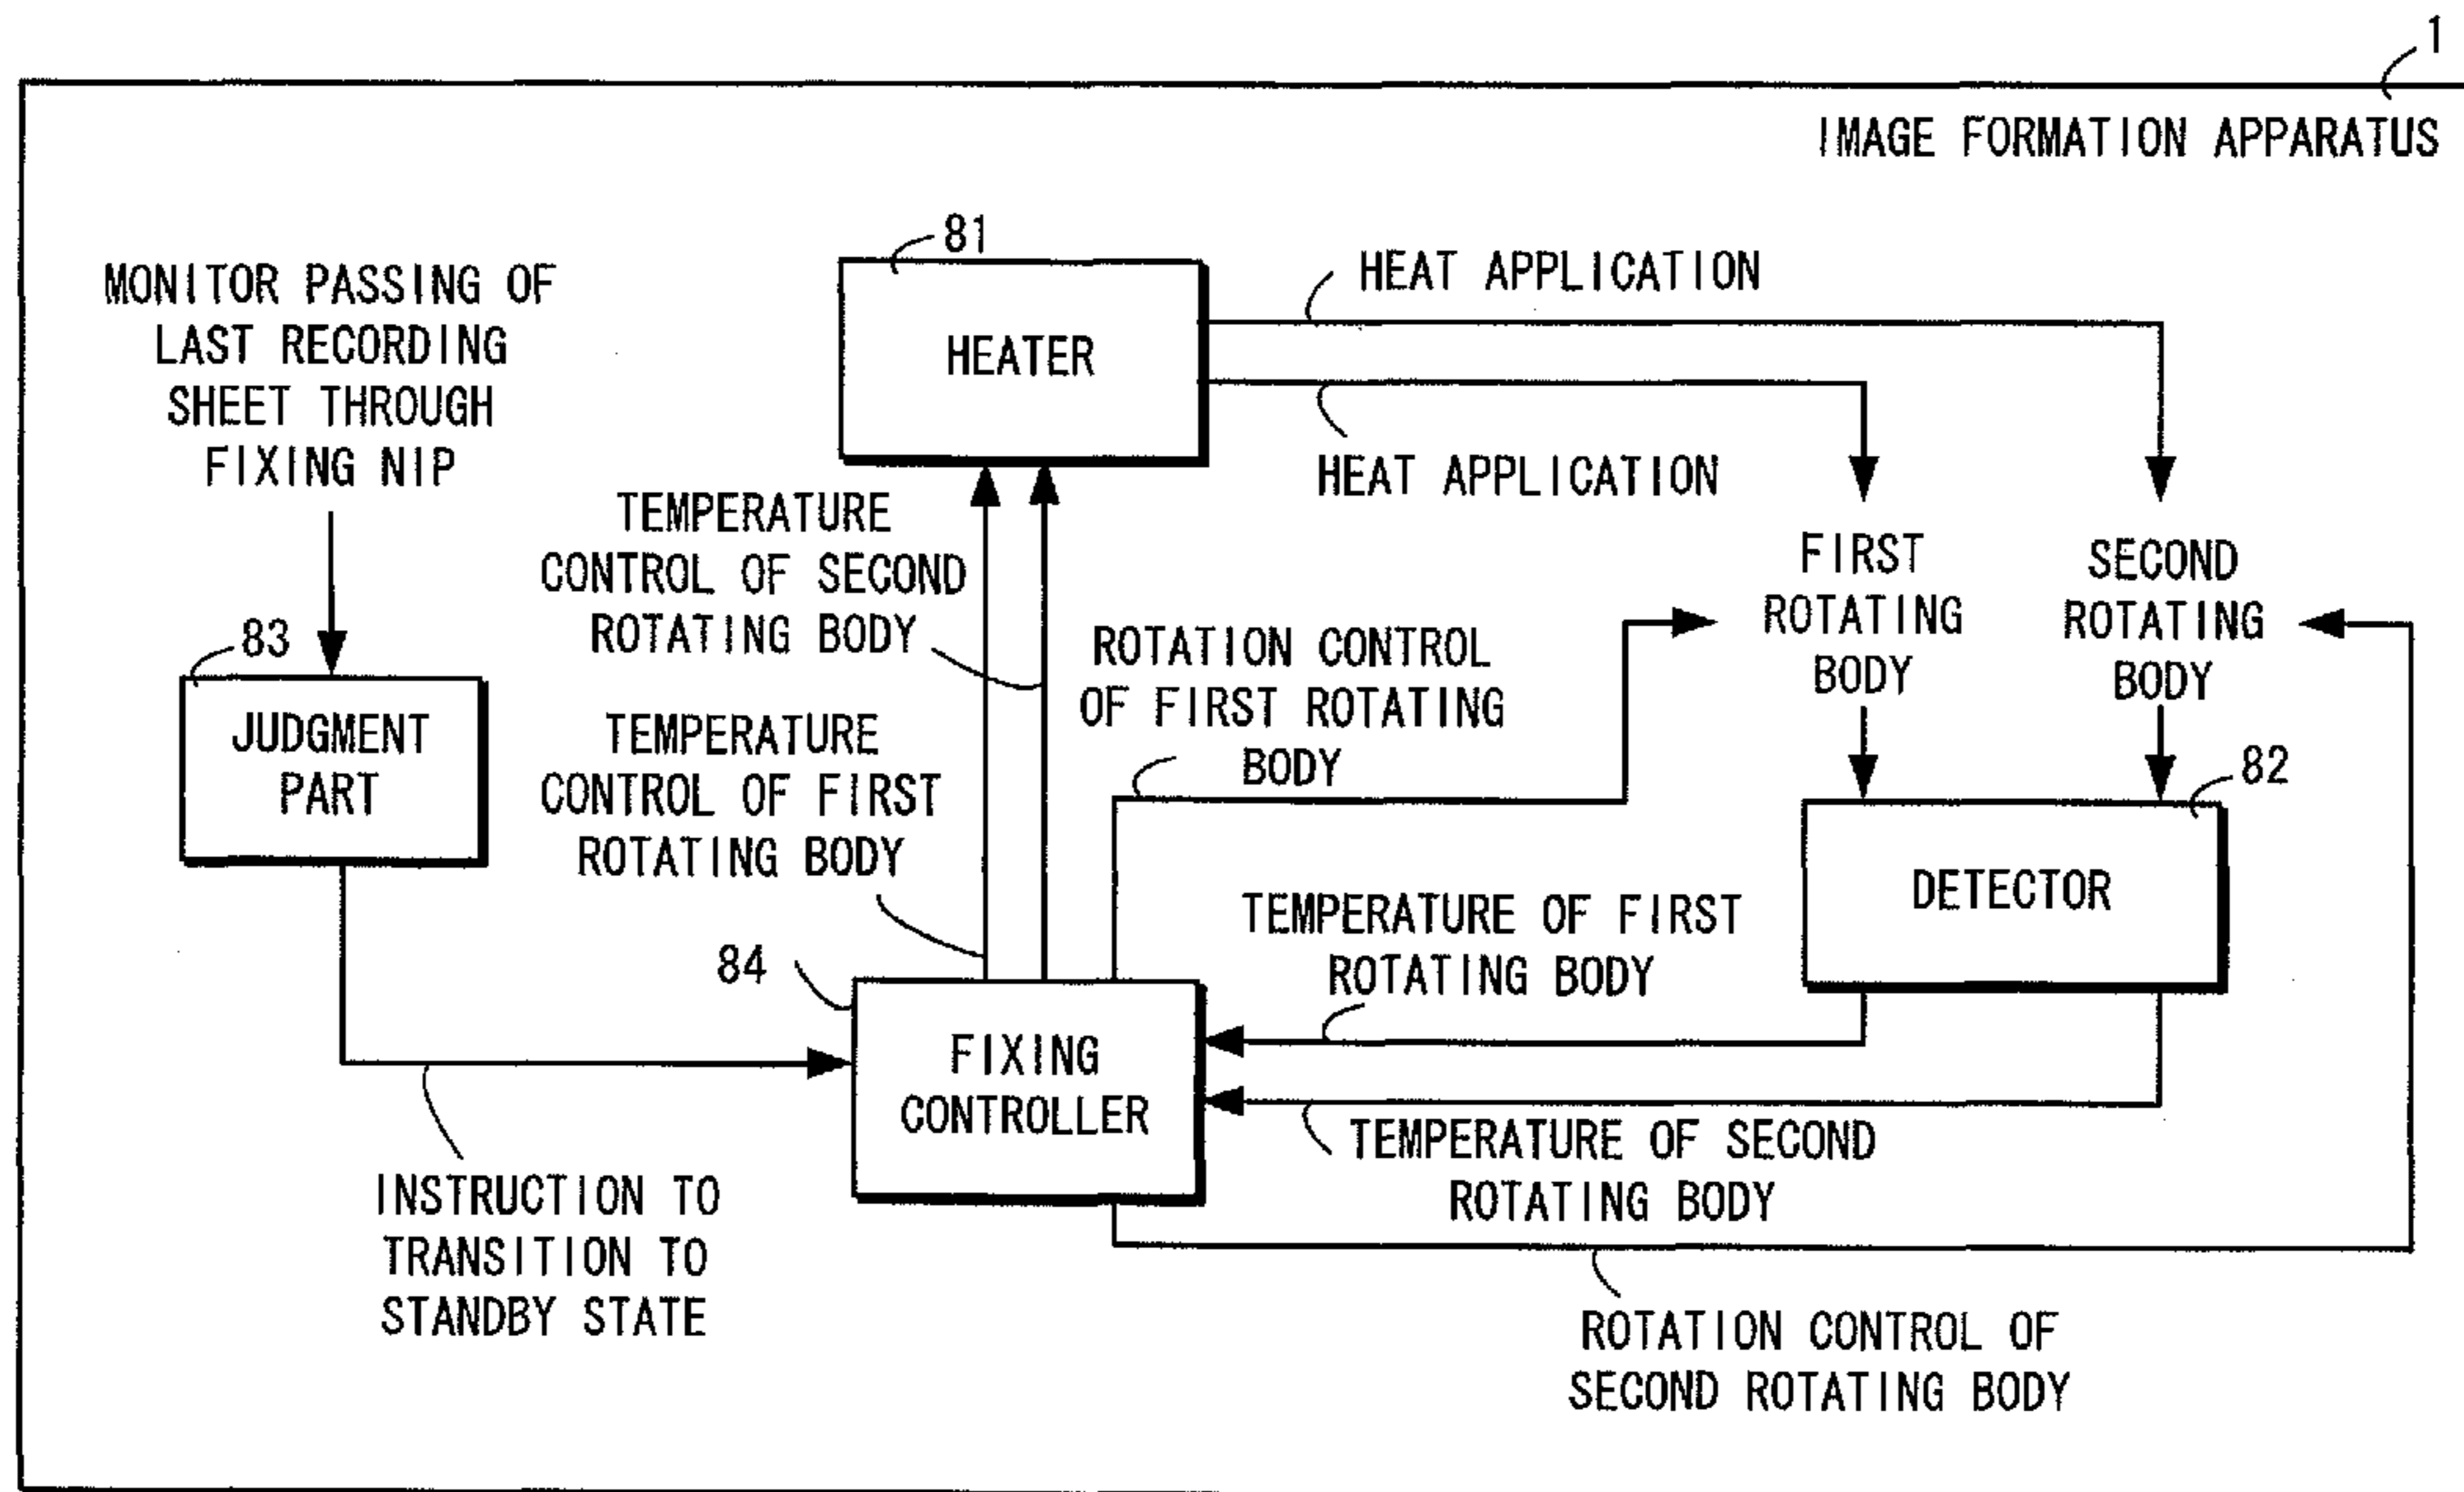 1
IMAGE FORMATION APPARATUS
81
HEATER
HEAT APPLICATION
HEAT APPLICATION
MONITOR PASSING OF
LAST RECORDING
SHEET THROUGH
FIXING NIP
83
JUDGMENT
PART
TEMPERATURE
CONTROL OF SECOND
ROTATING BODY
TEMPERATURE
CONTROL OF FIRST
ROTATING BODY
ROTATION CONTROL
OF FIRST ROTATING
BODY
FIRST
ROTATING
BODY
SECOND
ROTATING
BODY
82
DETECTOR
84
FIXING
CONTROLLER
TEMPERATURE OF FIRST
ROTATING BODY
TEMPERATURE OF SECOND
ROTATING BODY
INSTRUCTION TO
TRANSITION TO
STANDBY STATE
ROTATION CONTROL OF
SECOND ROTATING BODY